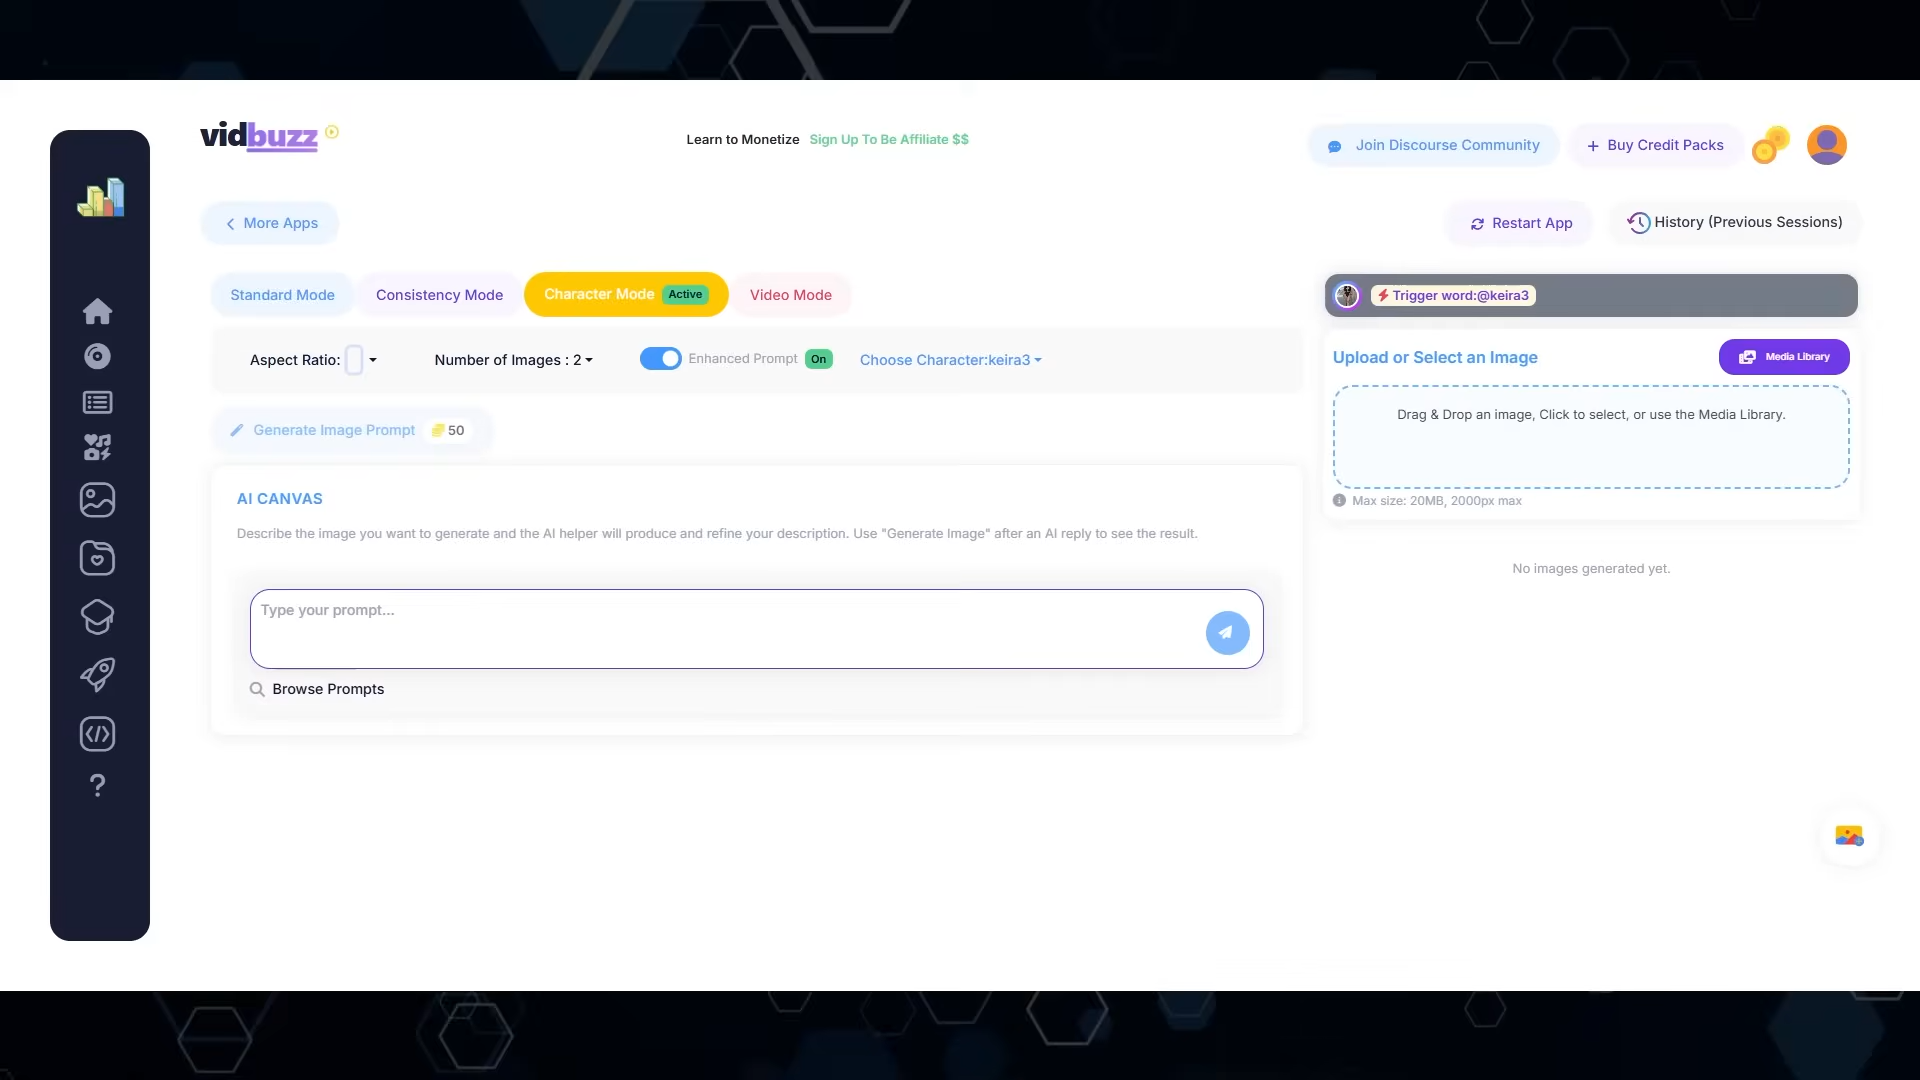 vidbuzz
Learn to Monetize Sign Up To Be Affiliate $$
Join Discourse Community
+ Buy Credit Packs
More Apps
Restart App
History (Previous Sessions)
Standard Mode
Consistency Mode
Character Mode Active
Video Mode
Trigger word:@keira3
Aspect Ratio:
Number of Images : 2
Enhanced Prompt On
Choose Character:keira3
Upload or Select an Image
Media Library
Drag & Drop an image, Click to select, or use the Media Library.
Max size: 20MB, 2000px max
Generate Image Prompt 50
AI CANVAS
Describe the image you want to generate and the AI helper will produce and refine your description. Use "Generate Image" after an AI reply to see the result.
No images generated yet.
Type your prompt...
Browse Prompts